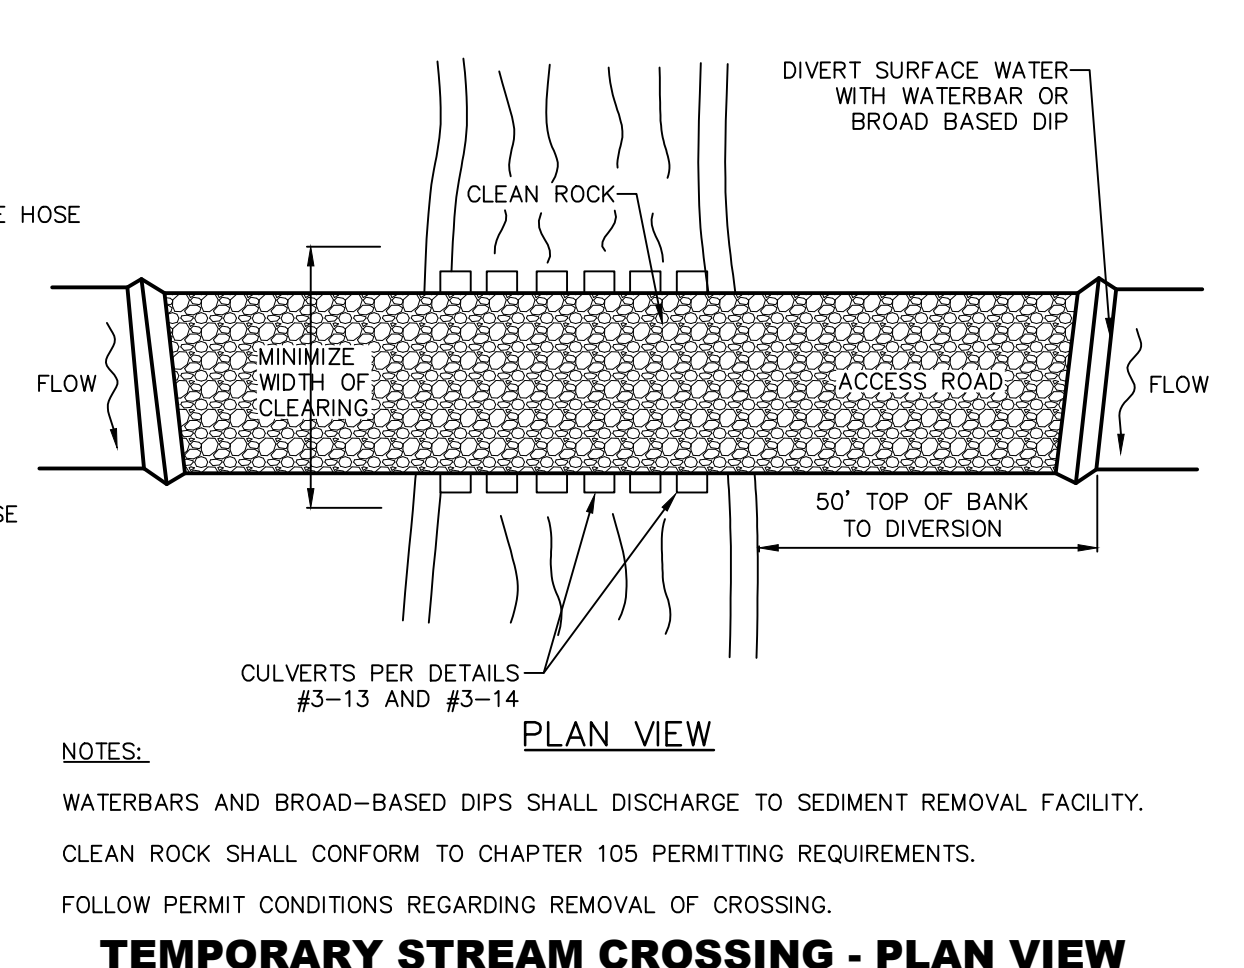 DIVERT SURFACE WATER
WITH WATERBAR OR
BROAD BASED DIP
CLEAN ROCK
HOSE
MINIMIZE
WIDTH OF
CLEARING
FLOW
ACCESS ROAD
FLOW
50' TOP OF BANK
TO DIVERSION
CULVERTS PER DETAILS
#3-13 AND #3-14
PLAN VIEW
NOTES:
WATERBARS AND BROAD-BASED DIPS SHALL DISCHARGE TO SEDIMENT REMOVAL FACILITY.
CLEAN ROCK SHALL CONFORM TO CHAPTER 105 PERMITTING REQUIREMENTS.
FOLLOW PERMIT CONDITIONS REGARDING REMOVAL OF CROSSING.
TEMPORARY STREAM CROSSING - PLAN VIEW